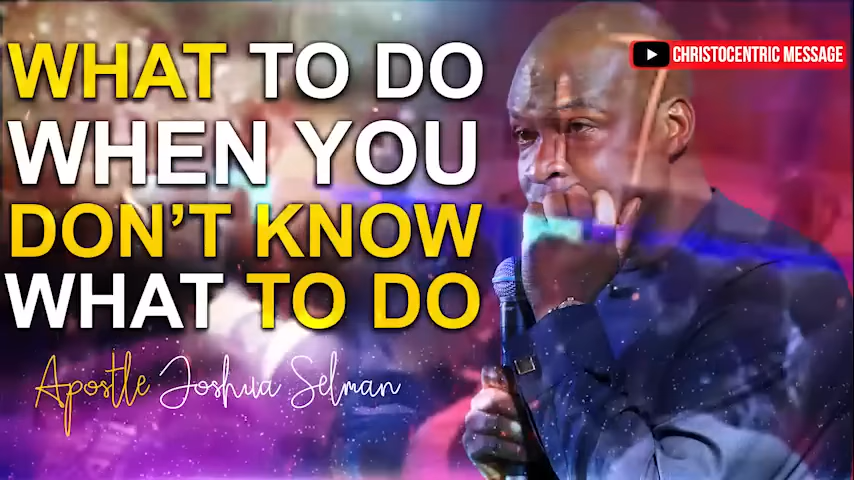 WHAT TO DO
WHEN YOU
DON'T KNOW
WHAT TO DO
Apostle Joshua Selman
CHRISTOCENTRIC MESSAGE